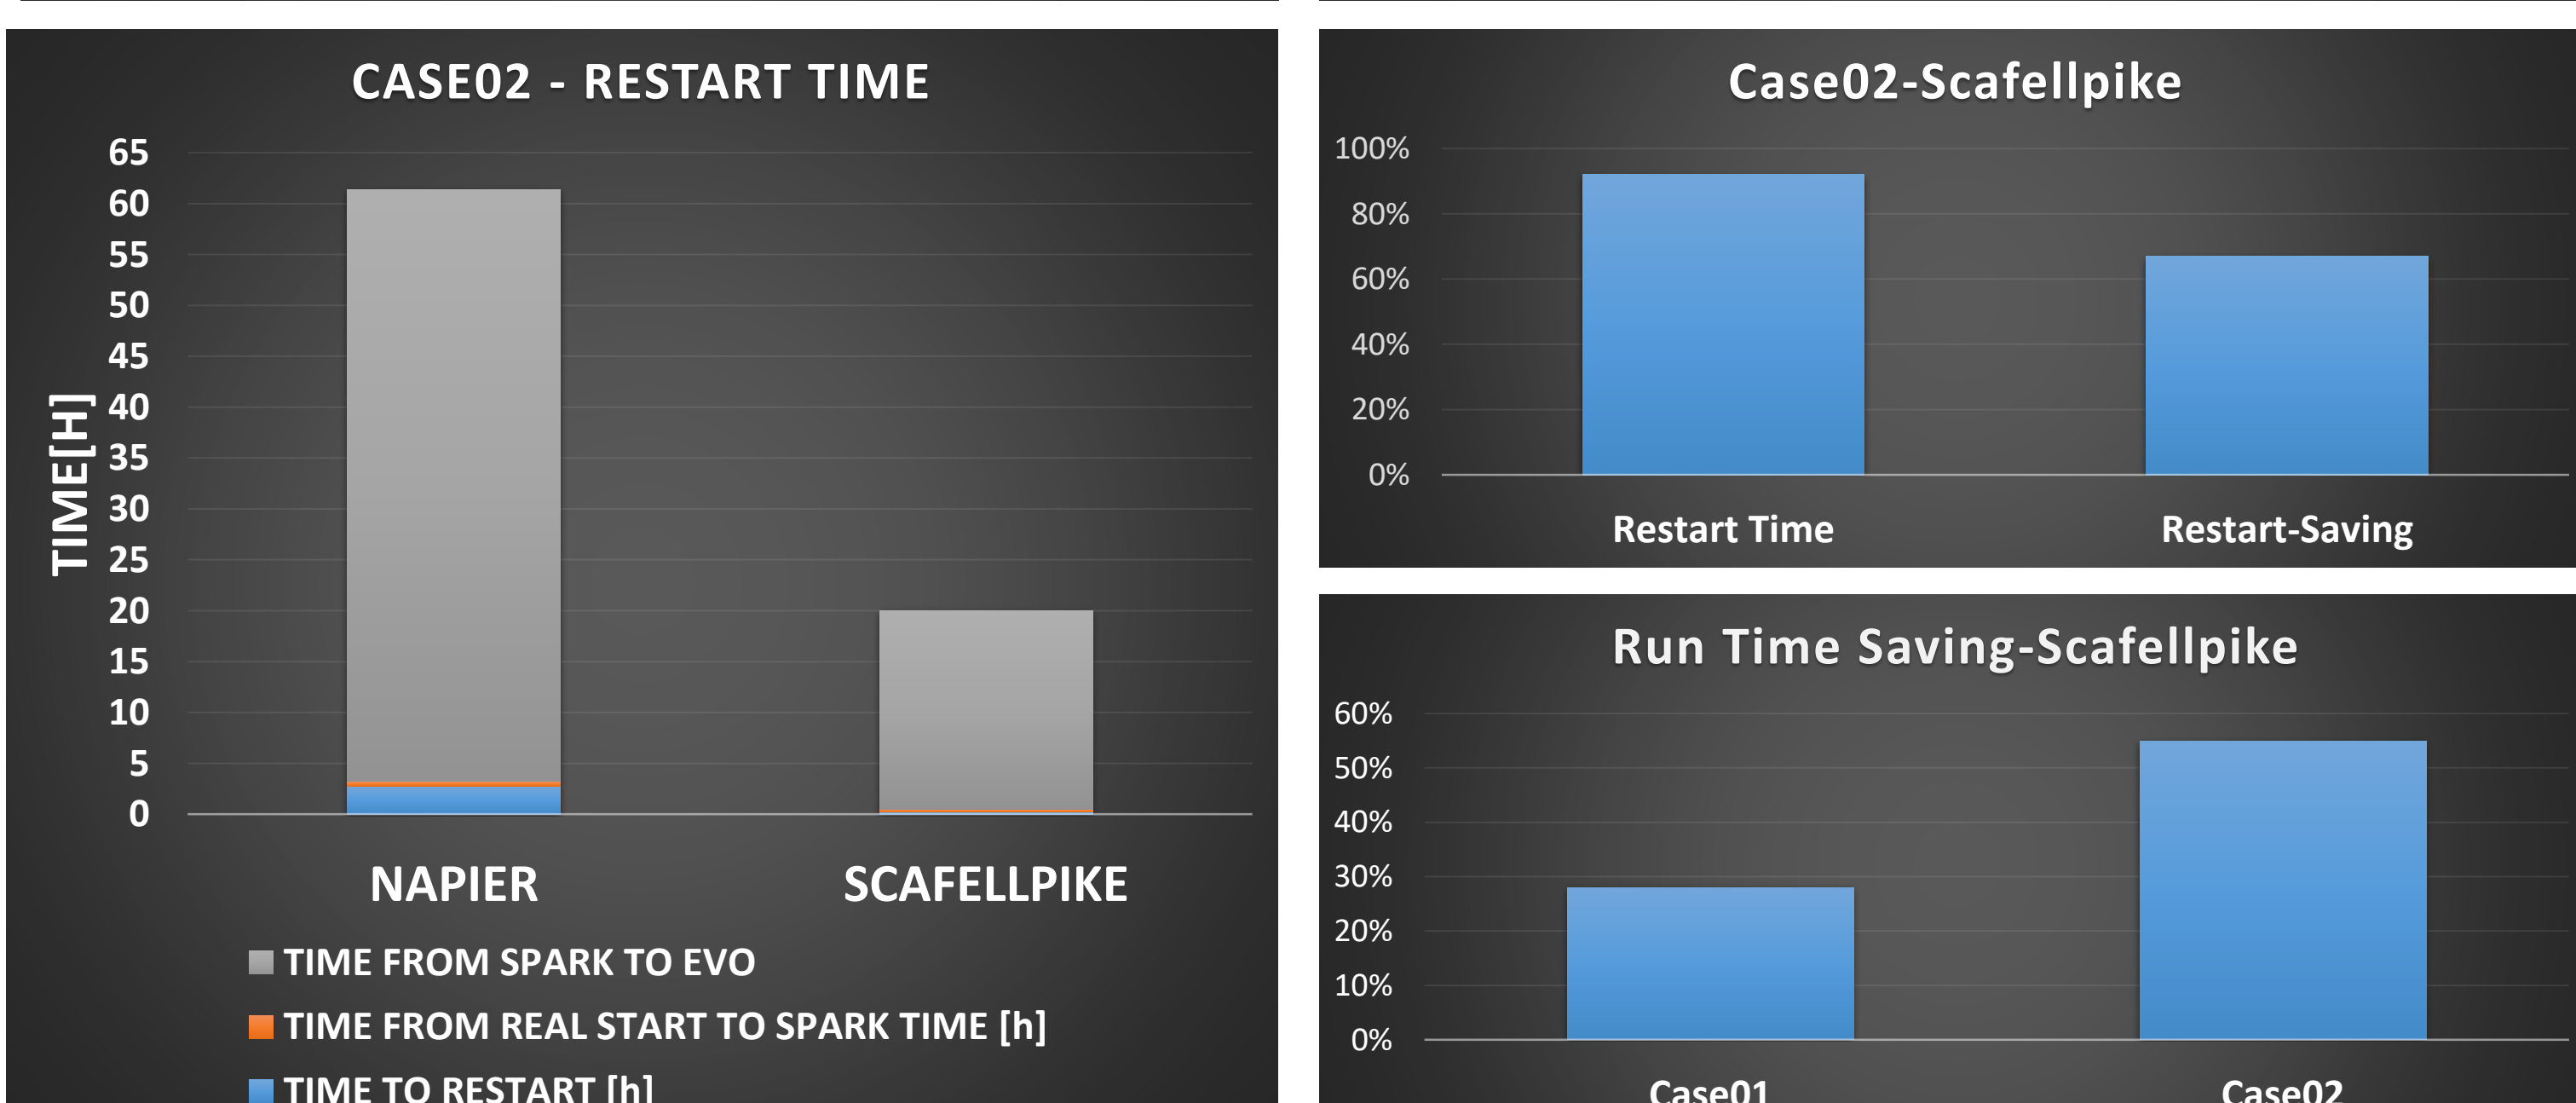 CASE02 - RESTART TIME
65
60
55
50
45
40
35
30
25
20
15
10
5
0
TIME[H]
NAPIER
SCAFELLPIKE
TIME FROM SPARK TO EVO
TIME FROM REAL START TO SPARK TIME [h]
TIME TO RESTART [h]
Case02-Scafellpike
100%
80%
60%
40%
20%
0%
Restart Time
Restart-Saving
Run Time Saving-Scafellpike
60%
50%
40%
30%
20%
10%
0%
Case01
Case02